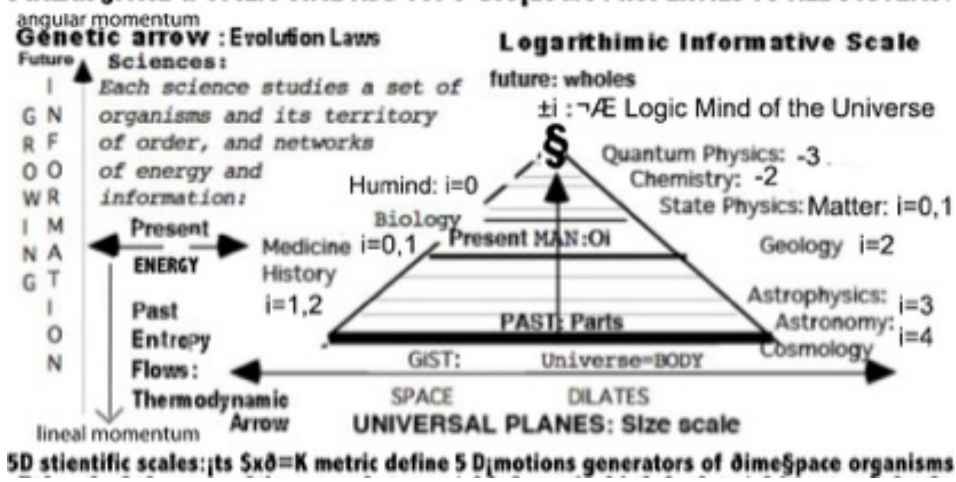 angular momentum
Genetic arrow : Evolution Laws
Logarithimic Informative Scale
Future
Sciences:
future: wholes
Each science studies a set of
organisms and its territory
of order, and networks
of energy and
information:
±i :¬Æ Logic Mind of the Universe
§
GROWING
INFORMATION
Quantum Physics: -3
Chemistry: -2
Humind: i=0
State Physics: Matter: i=0,1
Biology
Present
Present MAN:Oi
Medicine i=0,1
Geology i=2
ENERGY
History
i=1,2
Astrophysics: i=3
Past
PAST: Parts
Astronomy: i=4
Entropy
Cosmology
GIST:
Universe=BODY
Flows:
SPACE
DILATES
Thermodynamic
Arrow
UNIVERSAL PLANES: Size scale
lineal momentum
5D stientific scales:¡ts Sxð=K metric define 5 D¡motions generators of ðime§pace organisms